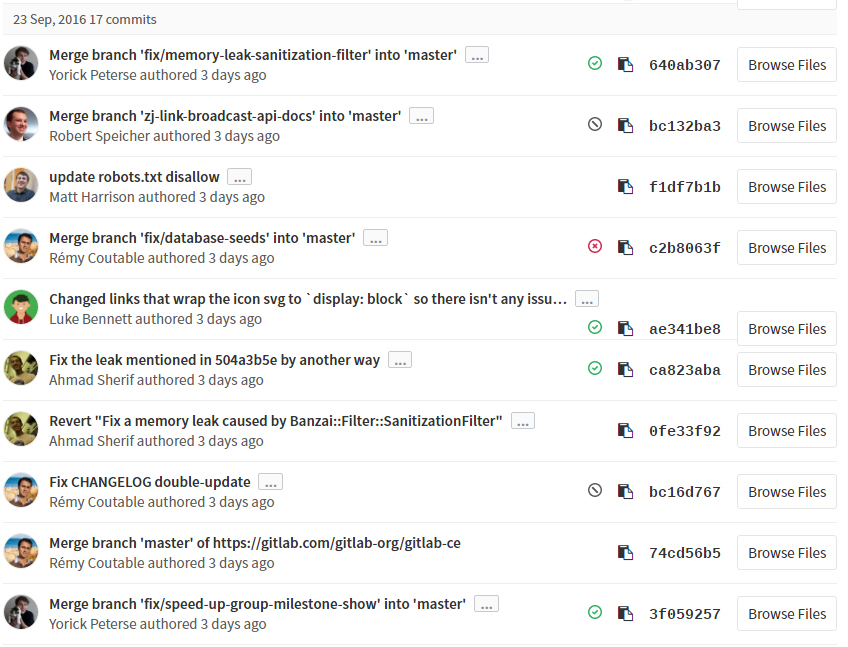 23 Sep, 2016 17 commits
Merge branch 'fix/memory-leak-sanitization-filter' into 'master' ...
Yorick Peterse authored 3 days ago
640ab307 Browse Files
Merge branch 'zj-link-broadcast-api-docs' into 'master' ...
Robert Speicher authored 3 days ago
bc132ba3 Browse Files
update robots.txt disallow ...
Matt Harrison authored 3 days ago
f1df7b1b Browse Files
Merge branch 'fix/database-seeds' into 'master' ...
Rémy Coutable authored 3 days ago
c2b8063f Browse Files
Changed links that wrap the icon svg to `display: block` so there isn't any issu… ...
Luke Bennett authored 3 days ago
ae341be8 Browse Files
Fix the leak mentioned in 504a3b5e by another way ...
Ahmad Sherif authored 3 days ago
ca823aba Browse Files
Revert "Fix a memory leak caused by Banzai::Filter::SanitizationFilter" ...
Ahmad Sherif authored 3 days ago
0fe33f92 Browse Files
Fix CHANGELOG double-update ...
Rémy Coutable authored 3 days ago
bc16d767 Browse Files
Merge branch 'master' of https://gitlab.com/gitlab-org/gitlab-ce
Rémy Coutable authored 3 days ago
74cd56b5 Browse Files
Merge branch 'fix/speed-up-group-milestone-show' into 'master' ...
Yorick Peterse authored 3 days ago
3f059257 Browse Files